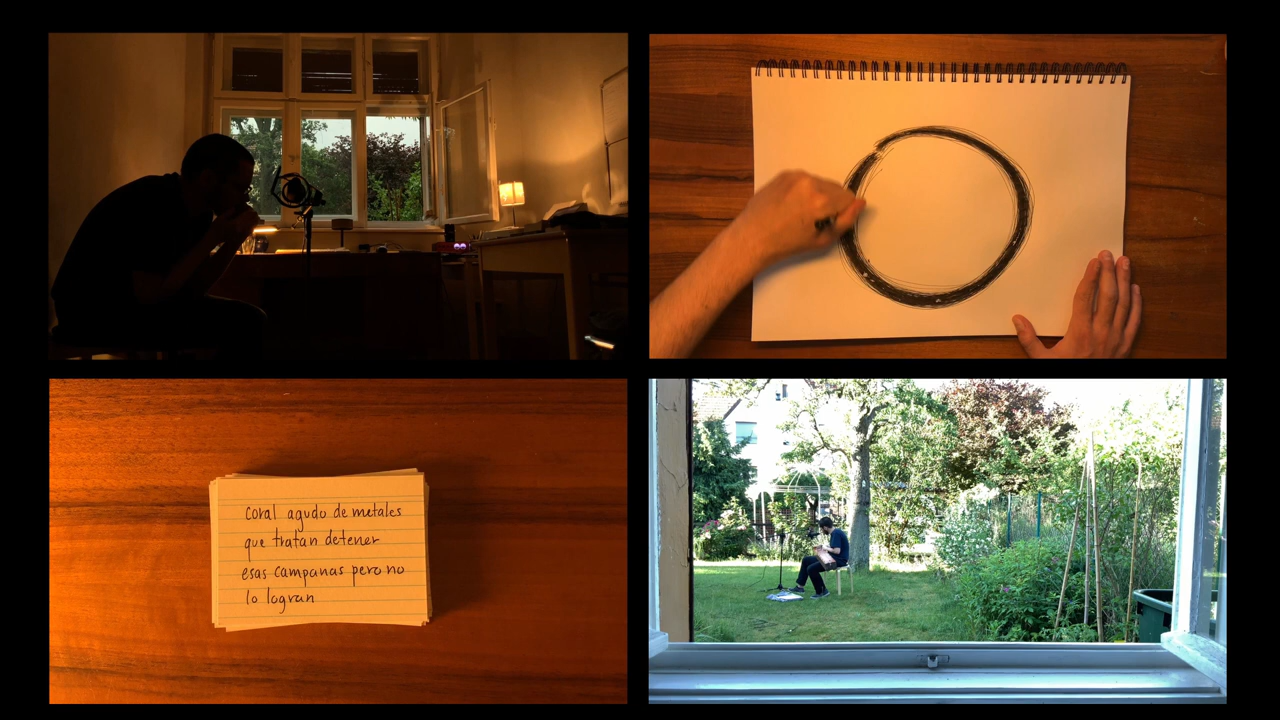 coral agudo de metales
que tratan detener
esas campanas pero no
lo logran